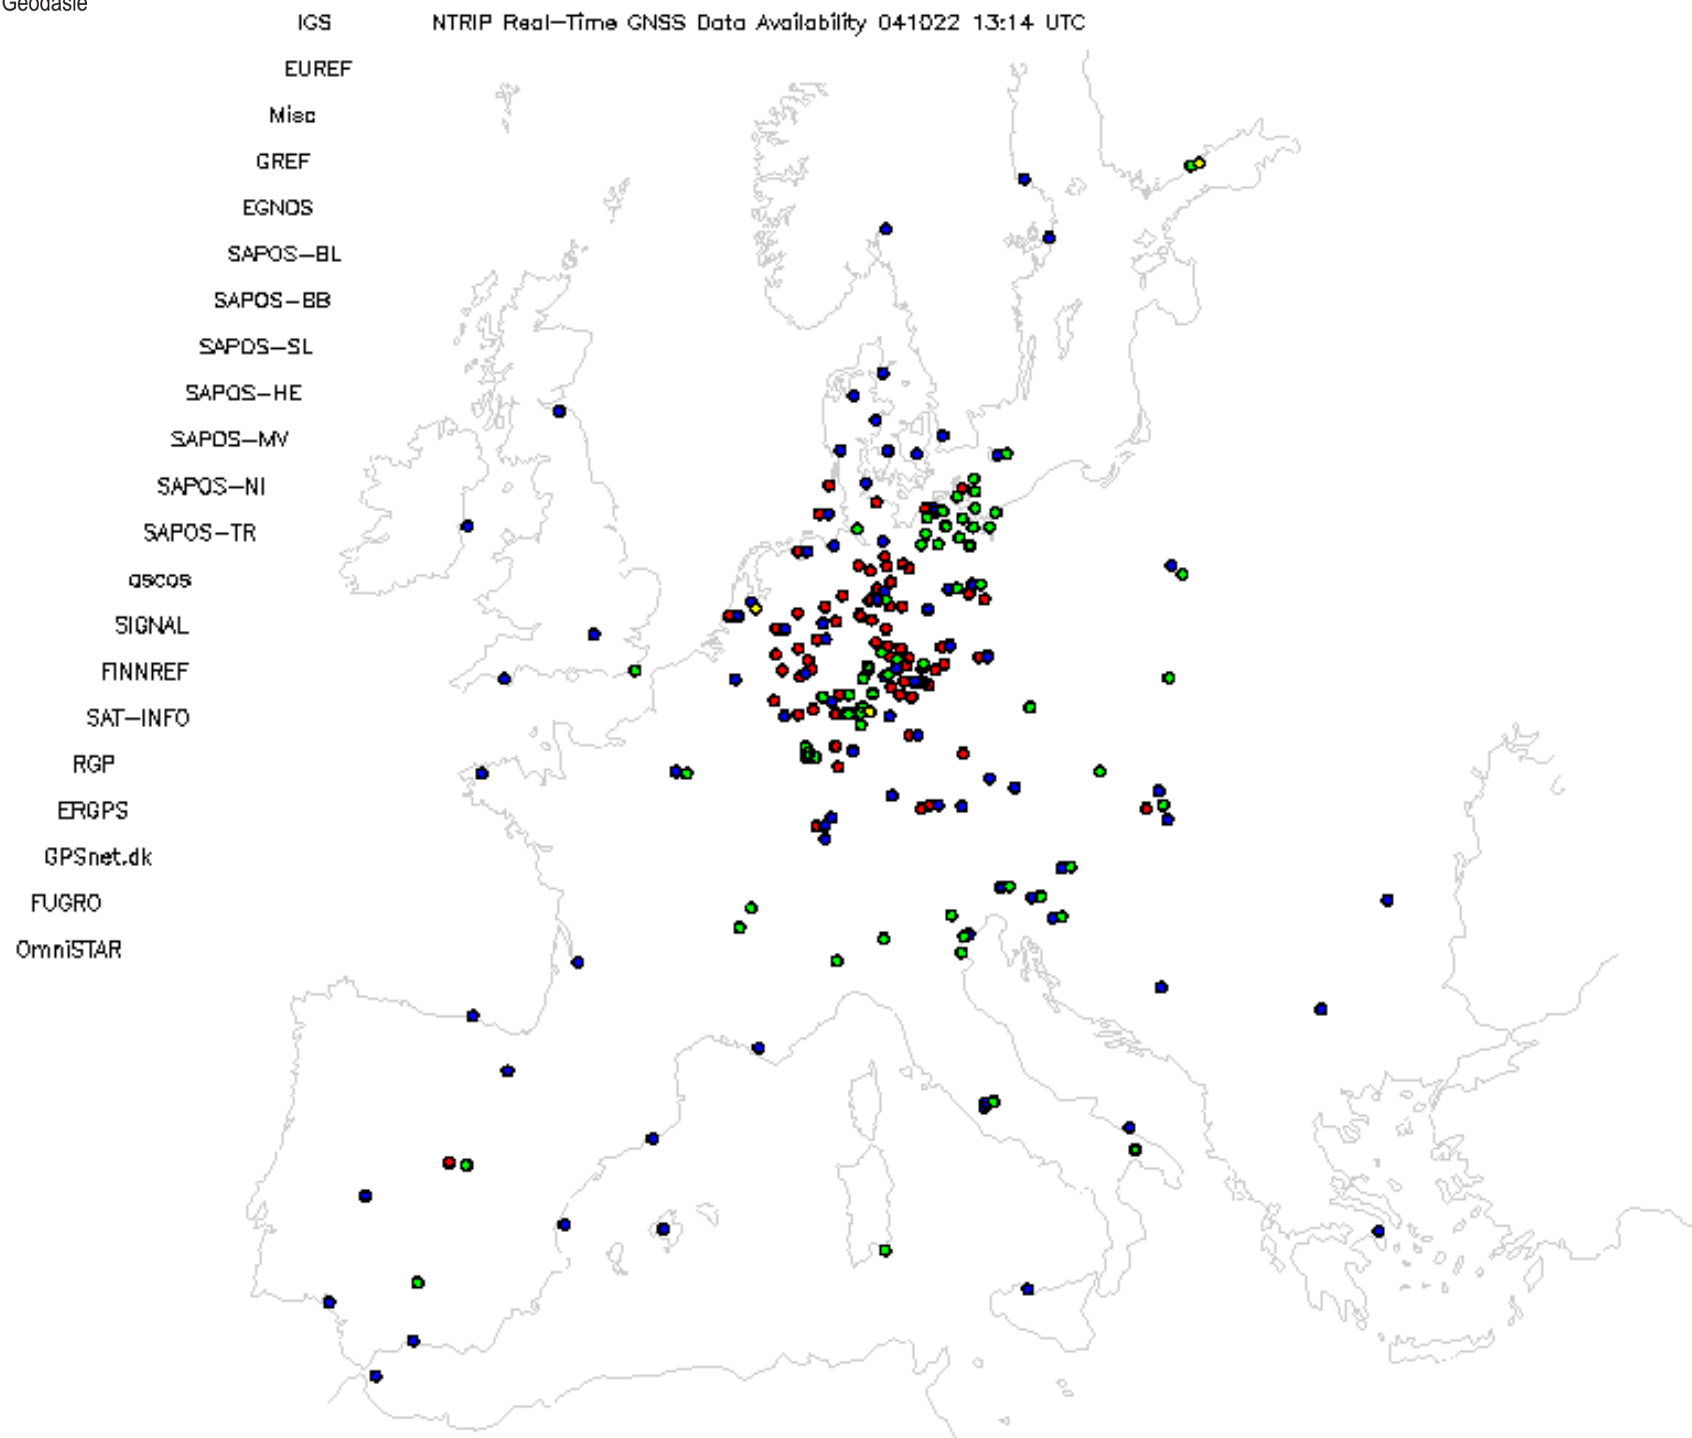 Geodäsie
IGS
NTRIP Real-Time GNSS Data Availability 041022 13:14 UTC
EUREF
Misc
GREF
EGNOS
SAPOS-BL
SAPOS-BB
SAPOS-SL
SAPOS-HE
SAPOS-MV
SAPOS-NI
SAPOS-TR
ascos
SIGNAL
FINNREF
SAT-INFO
RGP
ERGPS
GPSnet.dk
FUGRO
OmniSTAR